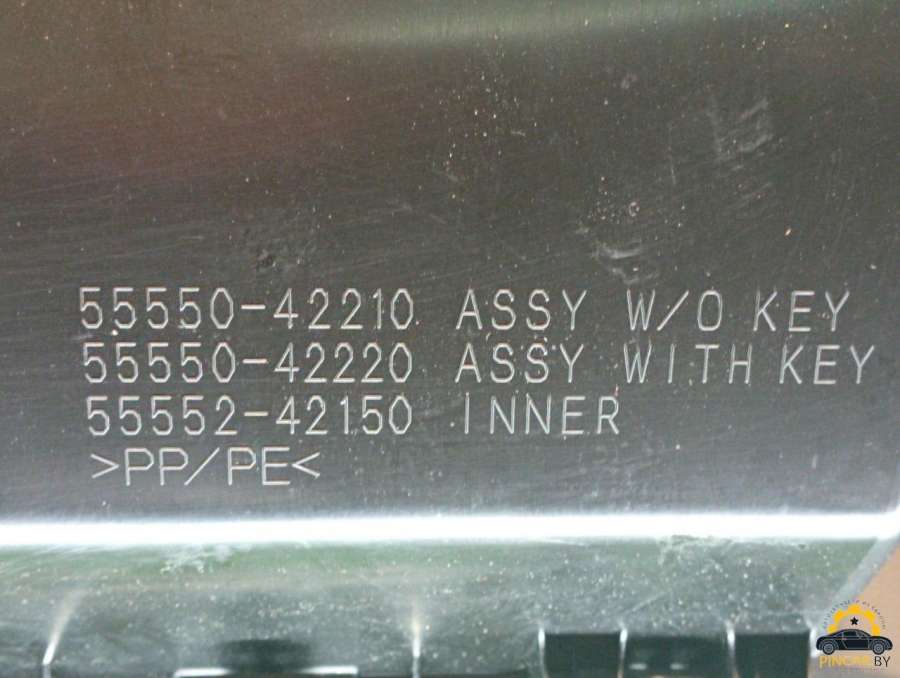 55550-42210 ASSY W/O KEY
55550-42220 ASSY WITH KEY
55552-42150 INNER
>PP/PE<
PINCAR.BY